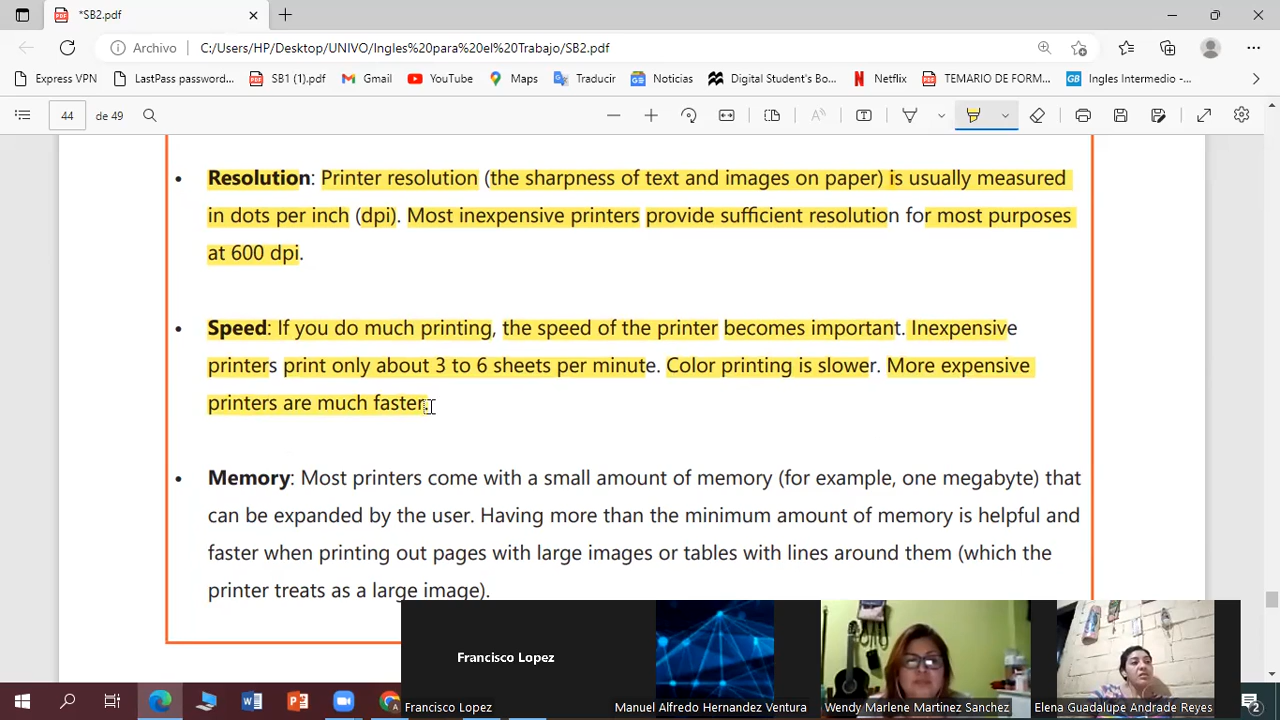 *SB2.pdf
Archivo
C:/Users/HP/Desktop/UNIVO/Ingles%20para%20el%20Trabajo/SB2.pdf
Express VPN
LastPass password...
SB1 (1).pdf
Gmail
YouTube
Maps
Traducir
Noticias
Digital Student's Bo...
Netflix
TEMARIO DE FORM...
Ingles Intermedio -...
44
de 49
• Resolution: Printer resolution (the sharpness of text and images on paper) is usually measured
in dots per inch (dpi). Most inexpensive printers provide sufficient resolution for most purposes
at 600 dpi.
• Speed: If you do much printing, the speed of the printer becomes important. Inexpensive
printers print only about 3 to 6 sheets per minute. Color printing is slower. More expensive
printers are much faster.
• Memory: Most printers come with a small amount of memory (for example, one megabyte) that
can be expanded by the user. Having more than the minimum amount of memory is helpful and
faster when printing out pages with large images or tables with lines around them (which the
printer treats as a large image).
Francisco Lopez
Francisco Lopez
Manuel Alfredo Hernandez Ventura
Wendy Marlene Martinez Sanchez
Elena Guadalupe Andrade Reyes
2